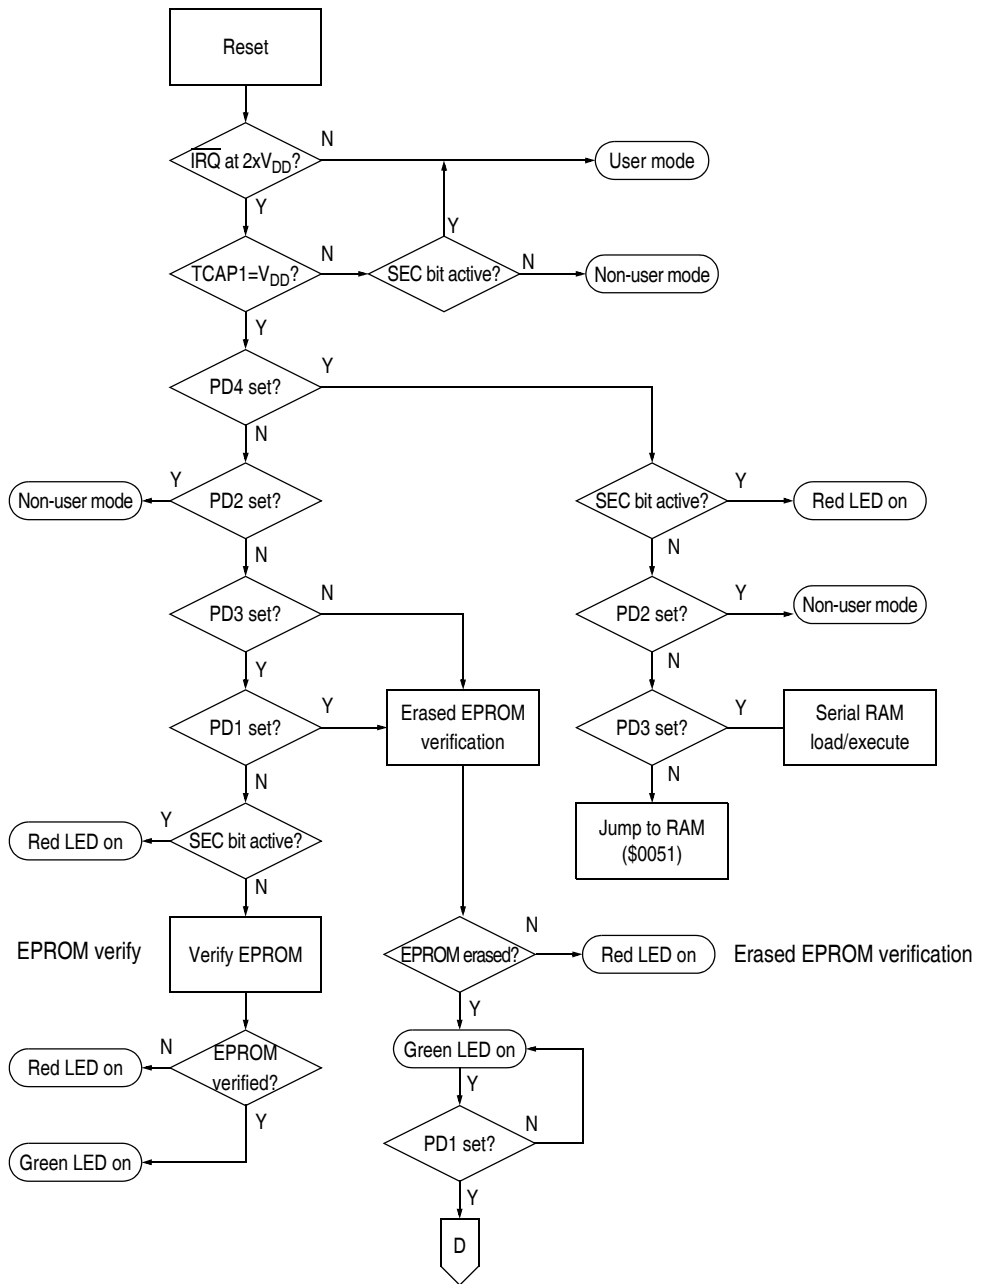 Reset
N
IRQ at 2xVDD?
User mode
Y
Y
N
TCAP1=VDD?
SEC bit active?
N
Non-user mode
Y
Y
PD4 set?
N
Y
Non-user mode
PD2 set?
Y
SEC bit active?
Red LED on
N
N
N
PD3 set?
Y
PD2 set?
Non-user mode
Y
N
Y
PD1 set?
Erased EPROM
verification
Y
PD3 set?
Serial RAM
load/execute
N
N
Y
Red LED on
SEC bit active?
Jump to RAM
($0051)
N
EPROM verify
Verify EPROM
N
EPROM erased?
Red LED on
Erased EPROM verification
Y
N
Red LED on
EPROM
verified?
Green LED on
Y
Y
N
PD1 set?
Green LED on
Y
D